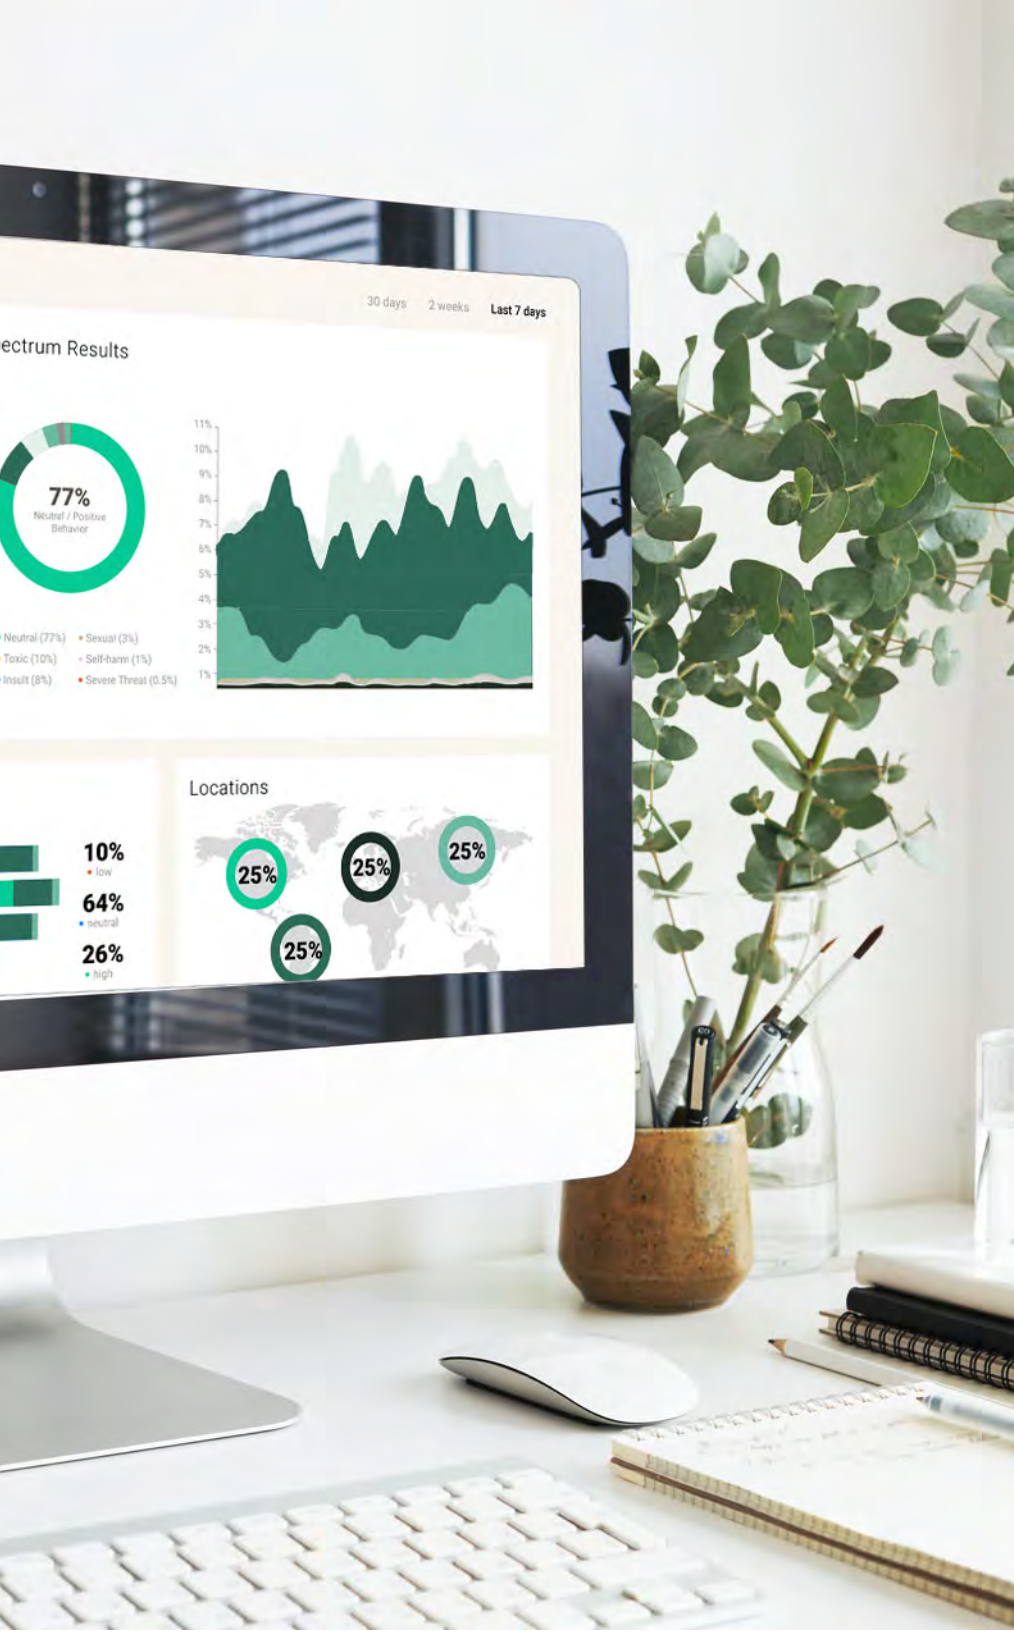 30 days 2 weeks Last 7 days
ectrum Results
77%
Neutral / Positive
Behavior
11%
10%
9%
8%
7%
6%
5%
4%
3%
2%
1%
Neutral (77%) Sexual (3%)
Toxic (10%) Self-harm (1%)
Insult (8%) Severe Threat (0.5%)
10%
low
64%
neutral
26%
high
Locations
25%
25%
25%
25%